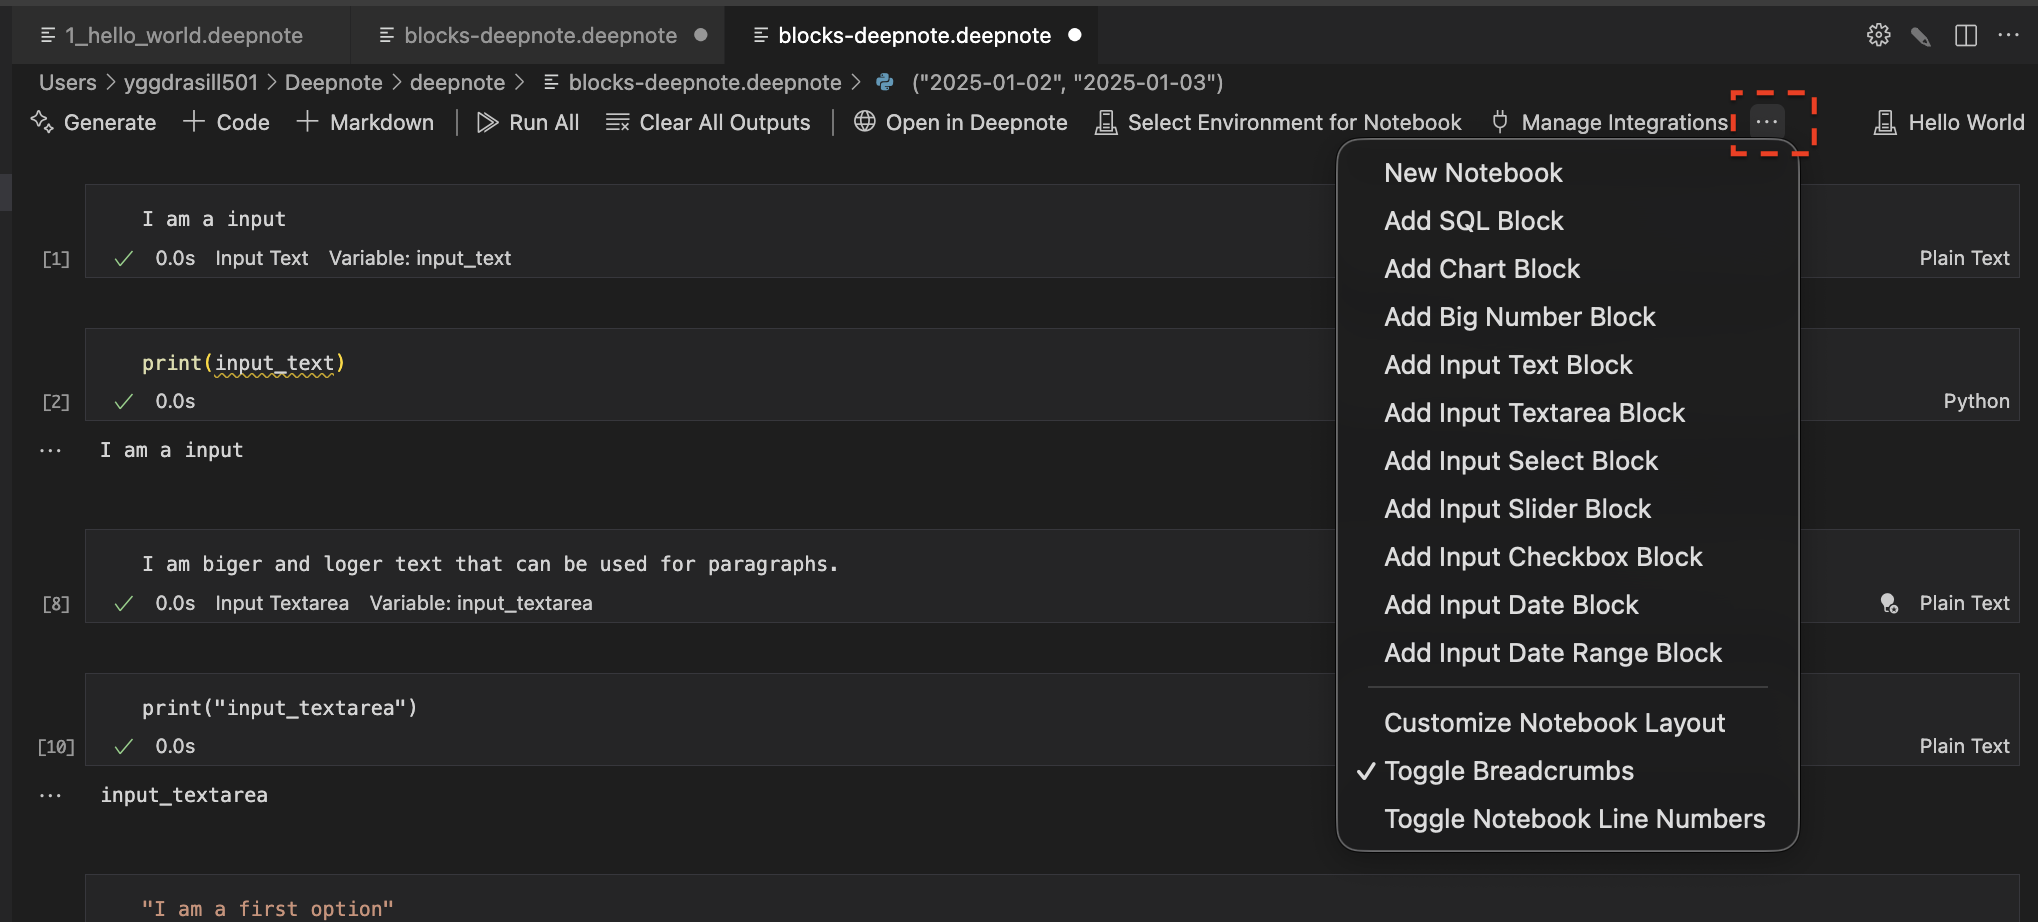 1_hello_world.deepnote
blocks-deepnote.deepnote
blocks-deepnote.deepnote
Users > yggdrasill501 > Deepnote > deepnote > blocks-deepnote.deepnote > ("2025-01-02", "2025-01-03")
Generate + Code + Markdown | Run All Clear All Outputs | Open in Deepnote Select Environment for Notebook Manage Integrations ··· Hello World
I am a input
[1] ✓ 0.0s Input Text Variable: input_text Plain Text
print(input_text)
[2] ✓ 0.0s Python
··· I am a input
I am biger and loger text that can be used for paragraphs.
[8] ✓ 0.0s Input Textarea Variable: input_textarea Plain Text
print("input_textarea")
[10] ✓ 0.0s Plain Text
··· input_textarea
"I am a first option"
New Notebook
Add SQL Block
Add Chart Block
Add Big Number Block
Add Input Text Block
Add Input Textarea Block
Add Input Select Block
Add Input Slider Block
Add Input Checkbox Block
Add Input Date Block
Add Input Date Range Block
Customize Notebook Layout
✓ Toggle Breadcrumbs
Toggle Notebook Line Numbers